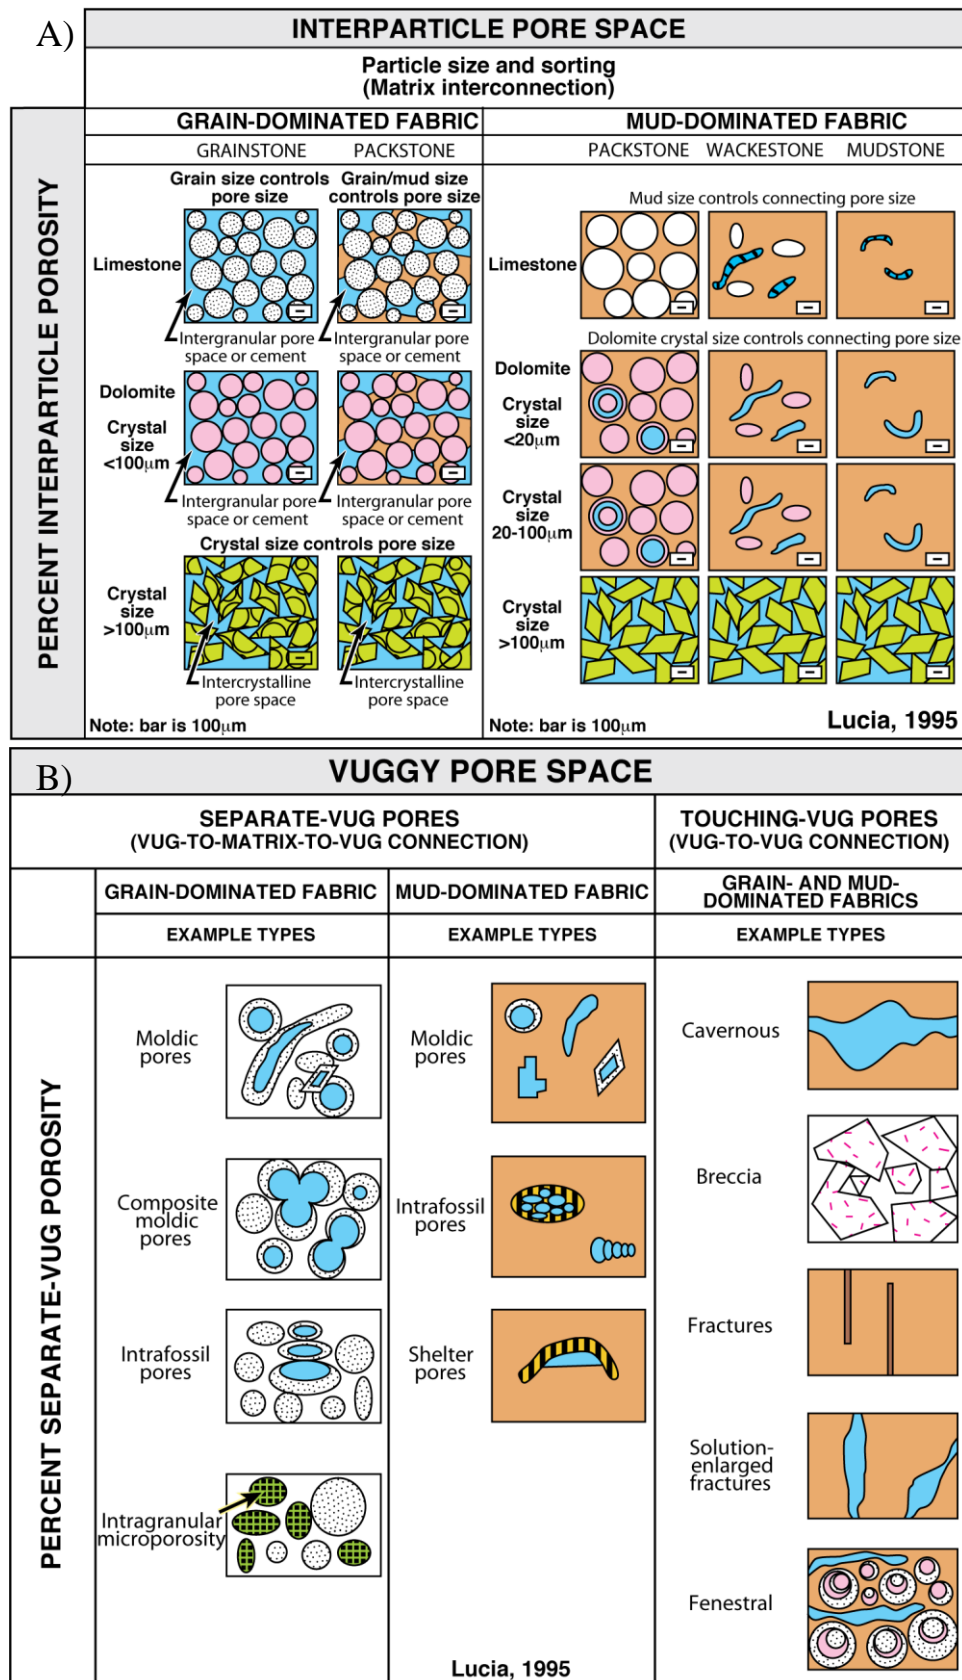 A)
INTERPARTICLE PORE SPACE
Particle size and sorting
(Matrix interconnection)
PERCENT INTERPARTICLE POROSITY
GRAIN-DOMINATED FABRIC
GRAINSTONE
PACKSTONE
Grain size controls
pore size
Grain/mud size
controls pore size
Limestone
Intergranular pore
space or cement
Intergranular pore
space or cement
Dolomite
Crystal
size
<100μm
Intergranular pore
space or cement
Intergranular pore
space or cement
Crystal size controls pore size
Crystal
size
>100μm
Intercrystalline
pore space
Intercrystalline
pore space
Note: bar is 100μm
MUD-DOMINATED FABRIC
PACKSTONE
WACKESTONE
MUDSTONE
Mud size controls connecting pore size
Limestone
Dolomite crystal size controls connecting pore size
Dolomite
Crystal
size
<20μm
Crystal
size
20-100μm
Crystal
size
>100μm
Note: bar is 100μm
Lucia, 1995
B)
VUGGY PORE SPACE
SEPARATE-VUG PORES
(VUG-TO-MATRIX-TO-VUG CONNECTION)
TOUCHING-VUG PORES
(VUG-TO-VUG CONNECTION)
PERCENT SEPARATE-VUG POROSITY
GRAIN-DOMINATED FABRIC
EXAMPLE TYPES
Moldic
pores
Composite
moldic
pores
Intrafossil
pores
Intragranular
microporosity
MUD-DOMINATED FABRIC
EXAMPLE TYPES
Moldic
pores
Intrafossil
pores
Shelter
pores
GRAIN- AND MUD-
DOMINATED FABRICS
EXAMPLE TYPES
Cavernous
Breccia
Fractures
Solution-
enlarged
fractures
Fenestral
Lucia, 1995